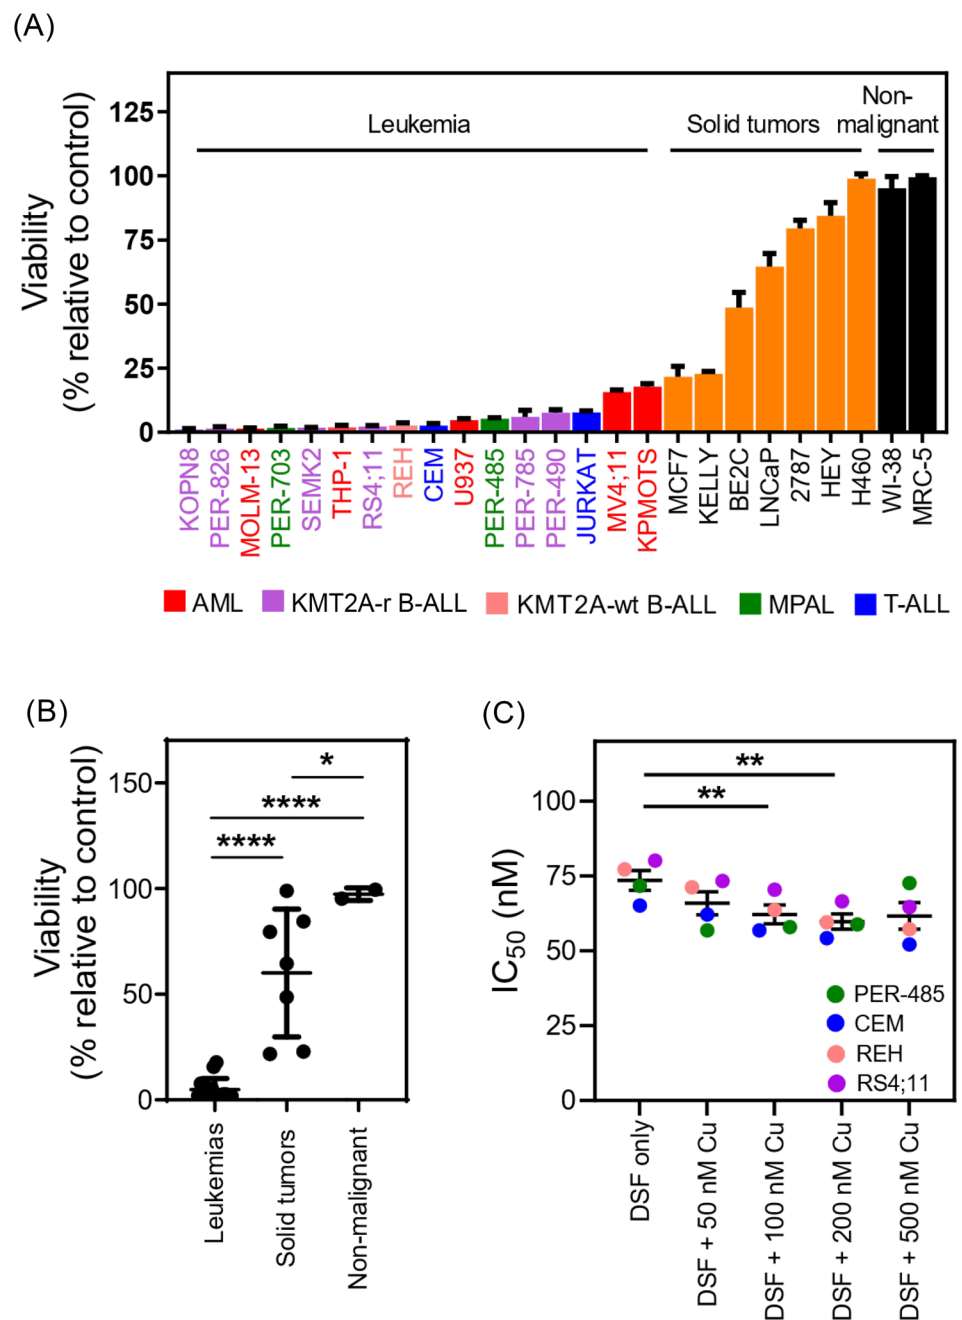 (A)
Viability
(% relative to control)
125
100
75
50
25
0
Leukemia
Solid tumors
Non-
malignant
KOPN8
PER-826
MOLM-13
PER-703
SEMK2
THP-1
RS4;11
REH
CEM
U937
PER-485
PER-785
PER-490
JURKAT
MV4;11
KPMOTS
MCF7
KELLY
BE2C
LNCaP
2787
HEY
H460
WI-38
MRC-5
AML
KMT2A-r B-ALL
KMT2A-wt B-ALL
MPAL
T-ALL
(B)
Viability
(% relative to control)
150
100
50
0
*
****
****
Leukemias
Solid tumors
Non-malignant
(C)
IC50 (nM)
100
75
50
25
0
**
**
PER-485
CEM
REH
RS4;11
DSF only
DSF + 50 nM Cu
DSF + 100 nM Cu
DSF + 200 nM Cu
DSF + 500 nM Cu